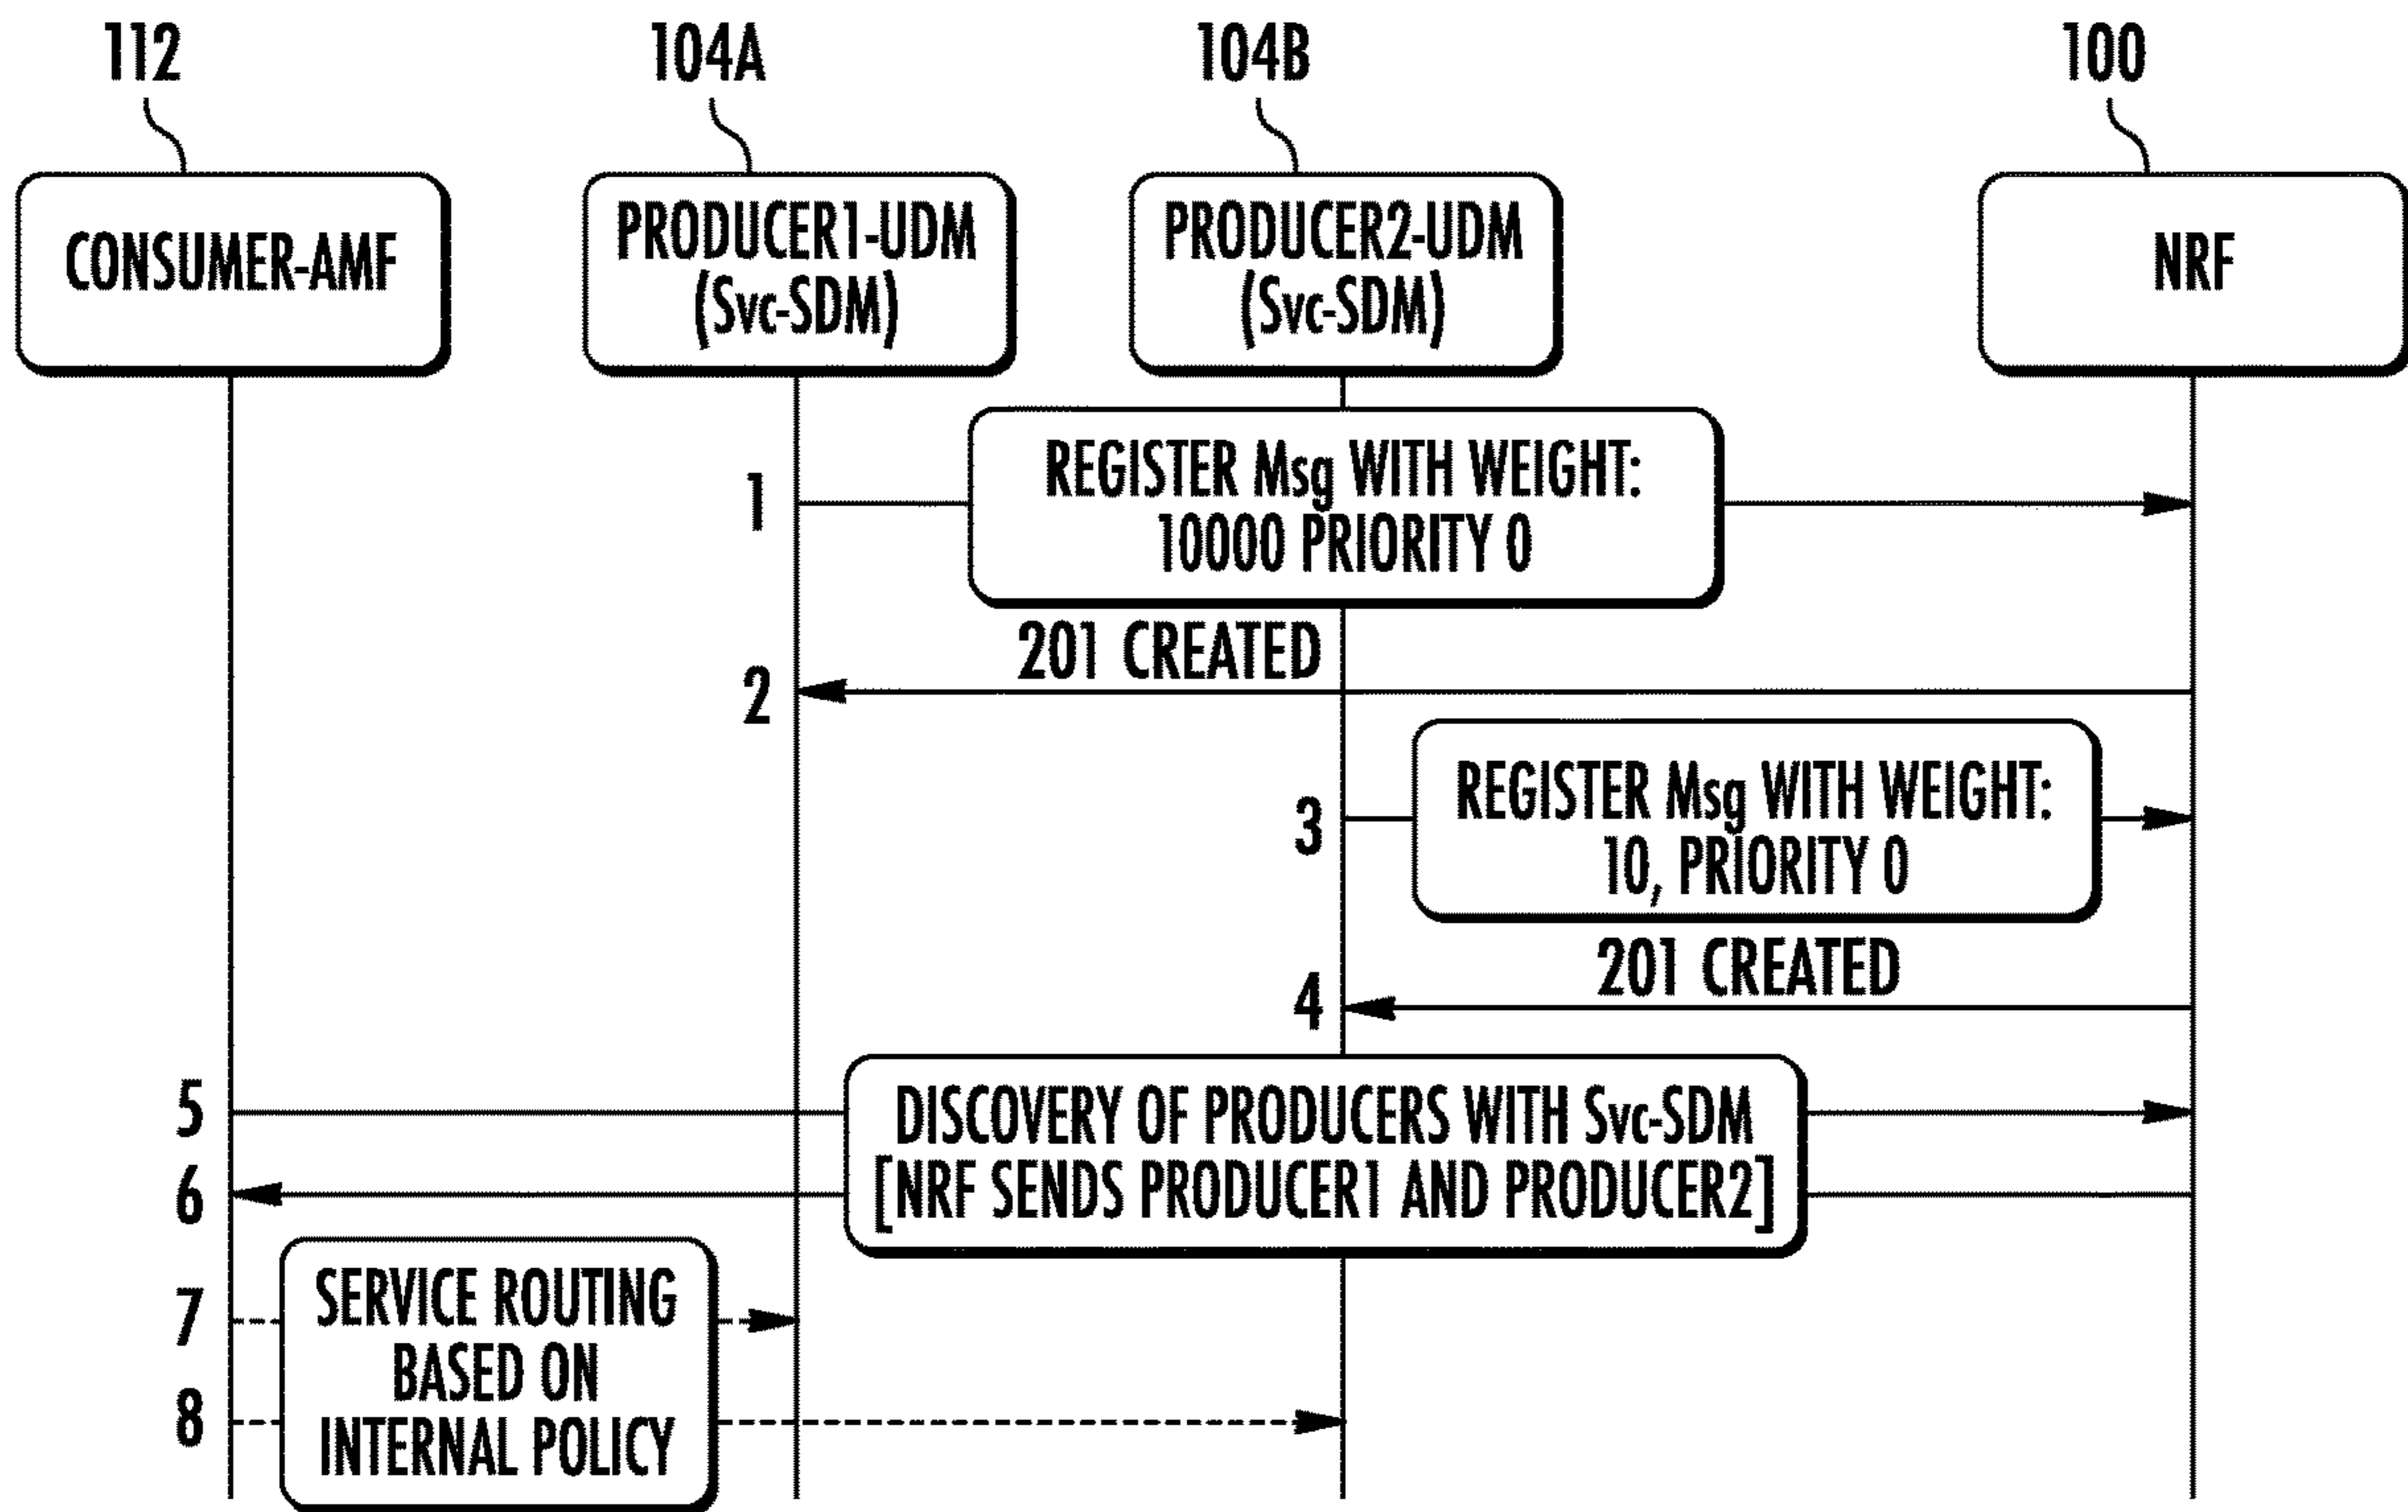 112
104A
104B
100
CONSUMER-AMF
PRODUCER1-UDM
(Svc-SDM)
PRODUCER2-UDM
(Svc-SDM)
NRF
1
REGISTER Msg WITH WEIGHT:
10000 PRIORITY 0
201 CREATED
2
3
REGISTER Msg WITH WEIGHT:
10, PRIORITY 0
201 CREATED
4
5
DISCOVERY OF PRODUCERS WITH Svc-SDM
6
[NRF SENDS PRODUCER1 AND PRODUCER2]
7
SERVICE ROUTING
BASED ON
8
INTERNAL POLICY